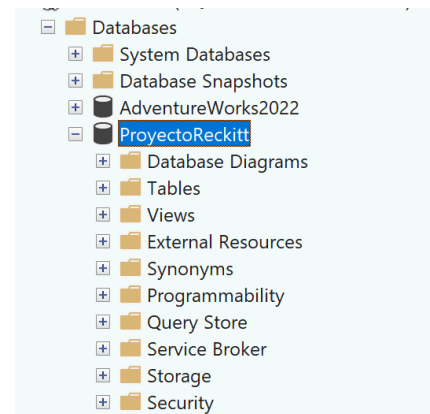 Databases
System Databases
Database Snapshots
AdventureWorks2022
ProyectoReckitt
Database Diagrams
Tables
Views
External Resources
Synonyms
Programmability
Query Store
Service Broker
Storage
Security